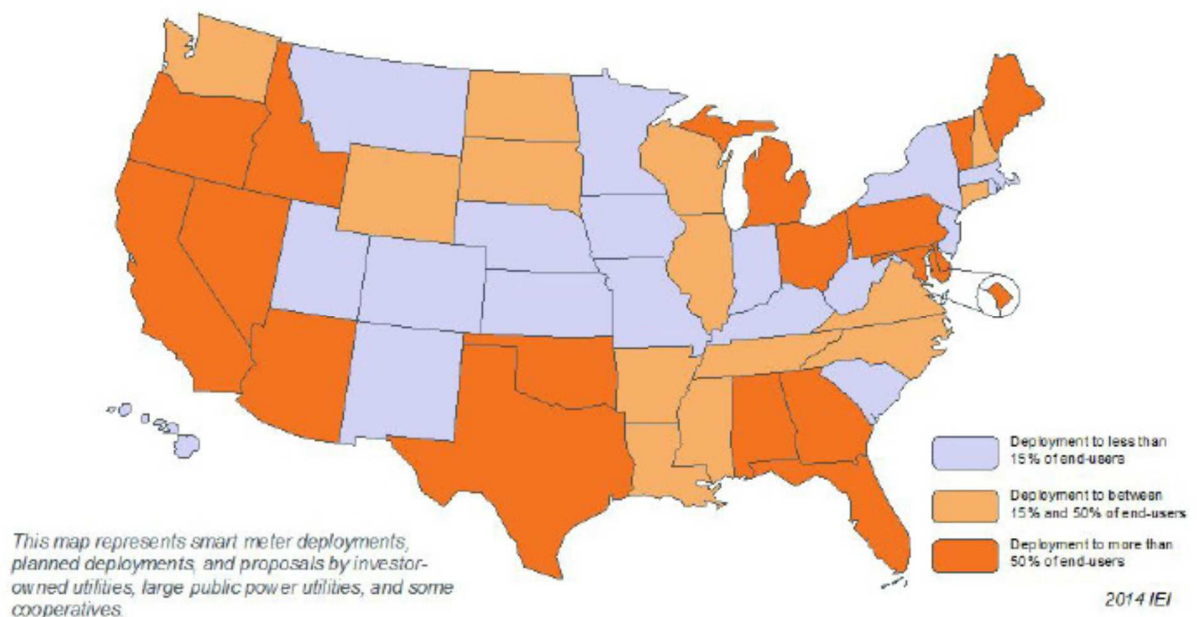 Deployment to less than
15% of end-users
Deployment to between
15% and 50% of end-users
Deployment to more than
50% of end-users
This map represents smart meter deployments,
planned deployments, and proposals by investor-
owned utilities, large public power utilities, and some
cooperatives.
2014 IEI